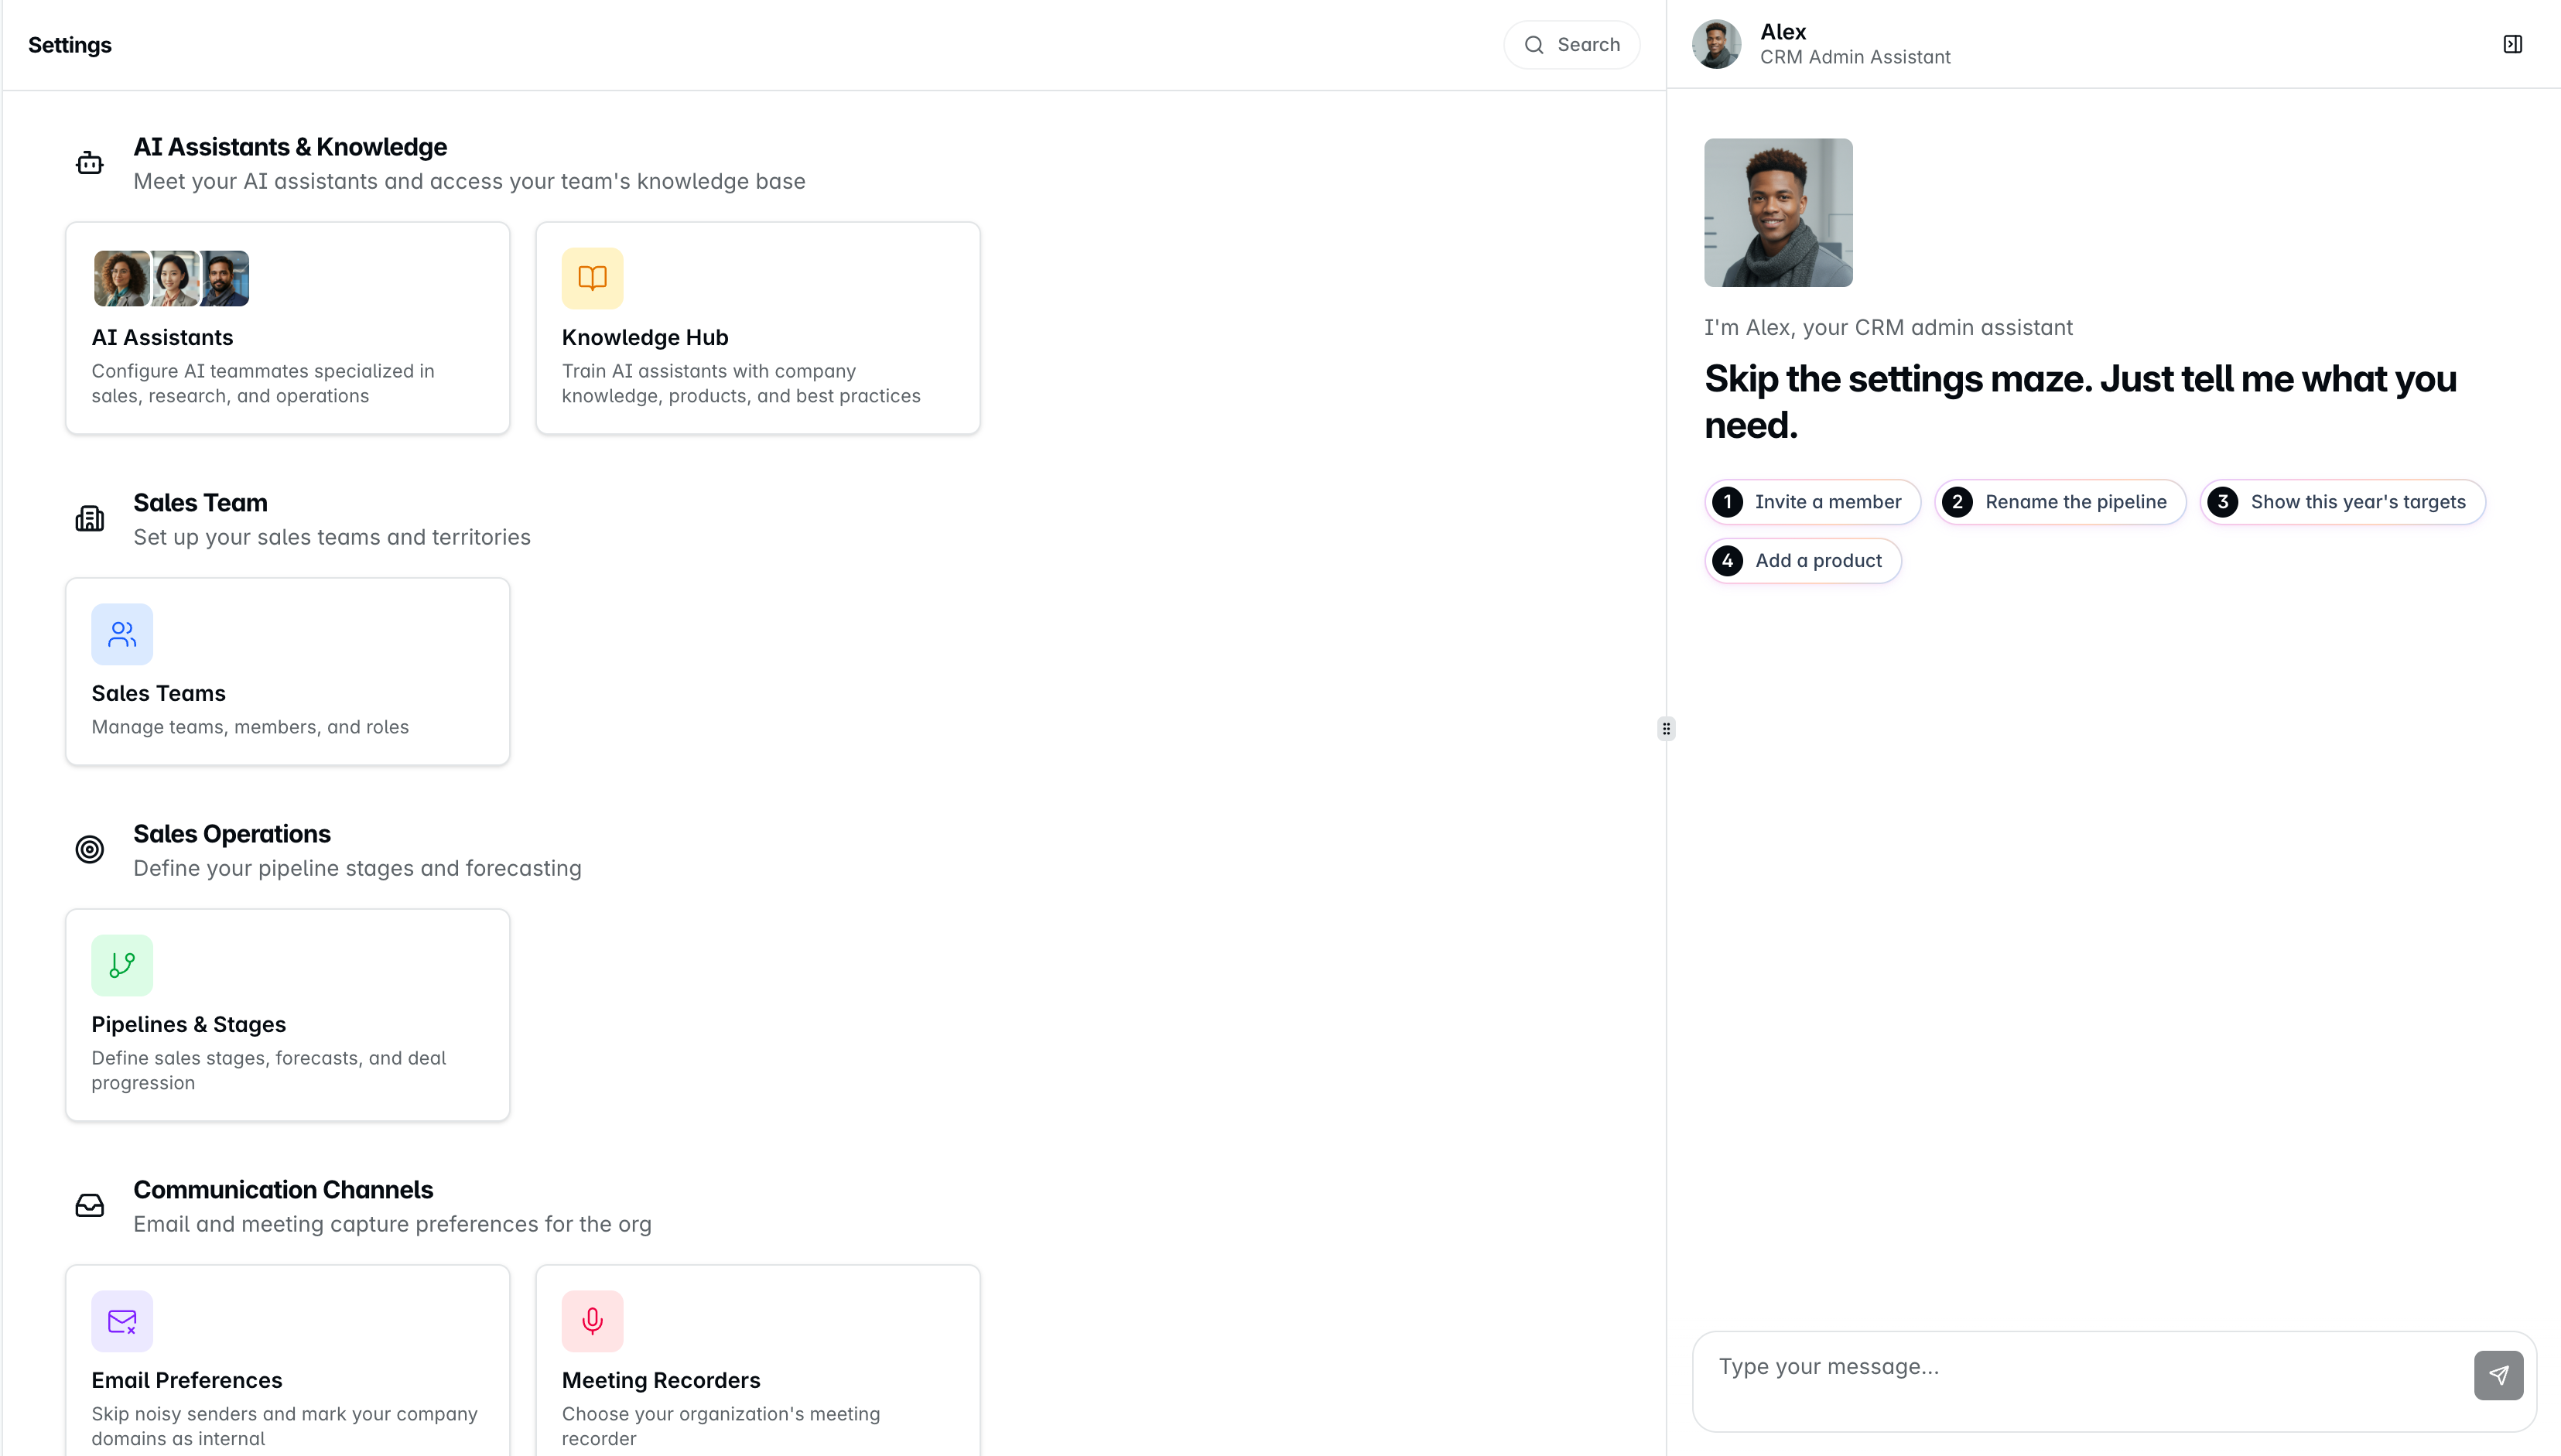 Settings
Search
AI Assistants & Knowledge
Meet your AI assistants and access your team's knowledge base
AI Assistants
Configure AI teammates specialized in
sales, research, and operations
Knowledge Hub
Train AI assistants with company
knowledge, products, and best practices
Sales Team
Set up your sales teams and territories
Sales Teams
Manage teams, members, and roles
Sales Operations
Define your pipeline stages and forecasting
Pipelines & Stages
Define sales stages, forecasts, and deal
progression
Communication Channels
Email and meeting capture preferences for the org
Email Preferences
Skip noisy senders and mark your company
domains as internal
Meeting Recorders
Choose your organization's meeting
recorder
Alex
CRM Admin Assistant
I'm Alex, your CRM admin assistant
Skip the settings maze. Just tell me what you
need.
1 Invite a member
2 Rename the pipeline
3 Show this year's targets
4 Add a product
Type your message...